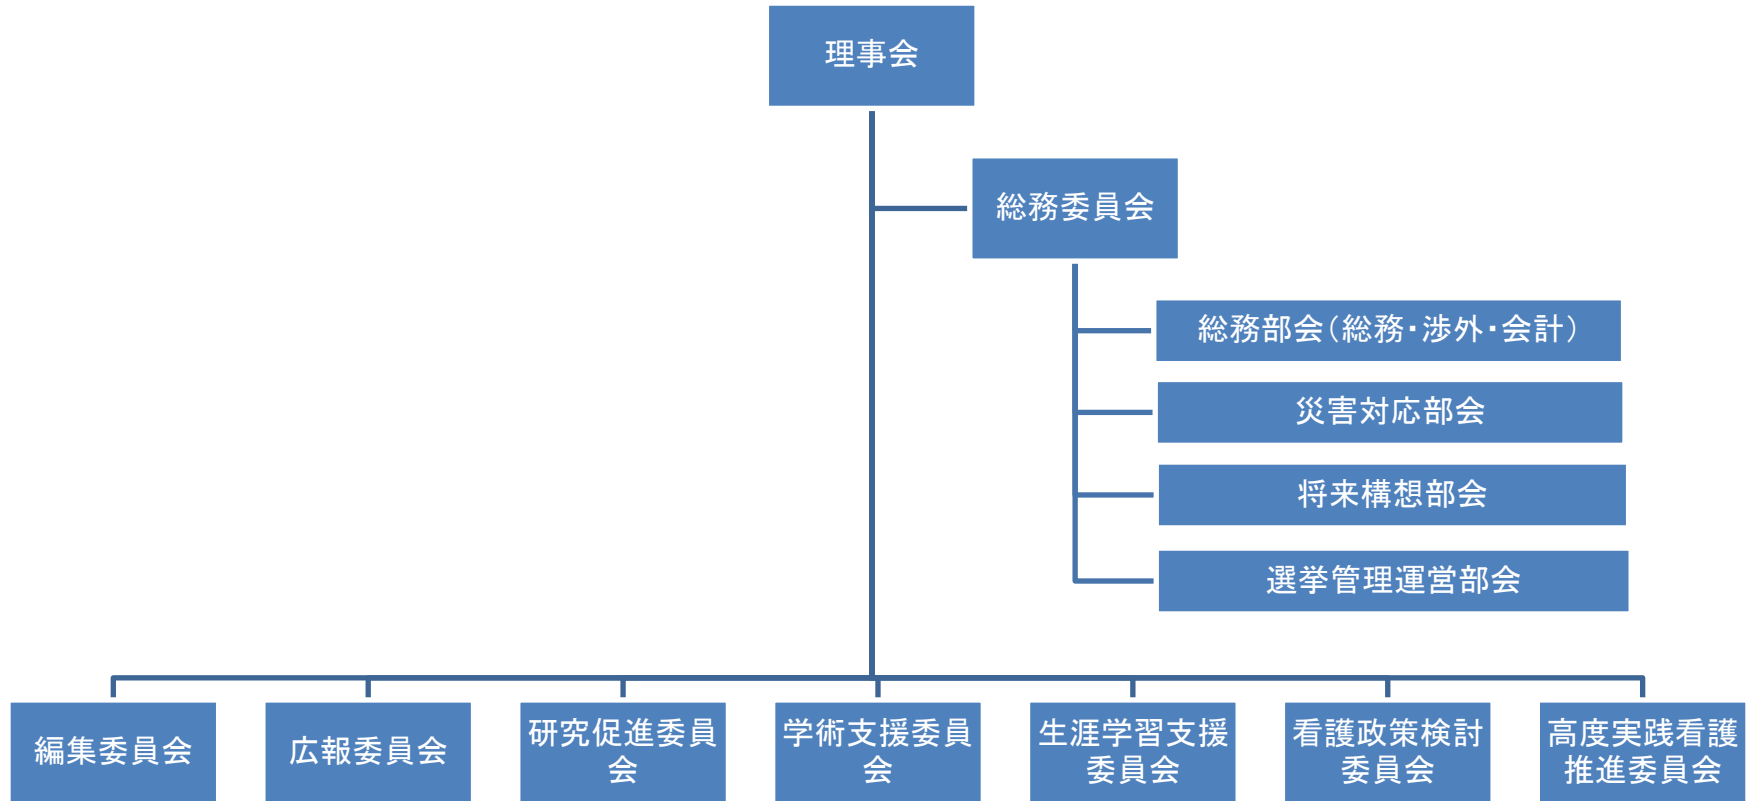 理事会
総務委員会
総務部会（総務・渉外・会計）
災害対応部会
将来構想部会
選挙管理運営部会
編集委員会
広報委員会
研究促進委員
会
学術支援委員
会
生涯学習支援
委員会
看護政策検討
委員会
高度実践看護
推進委員会